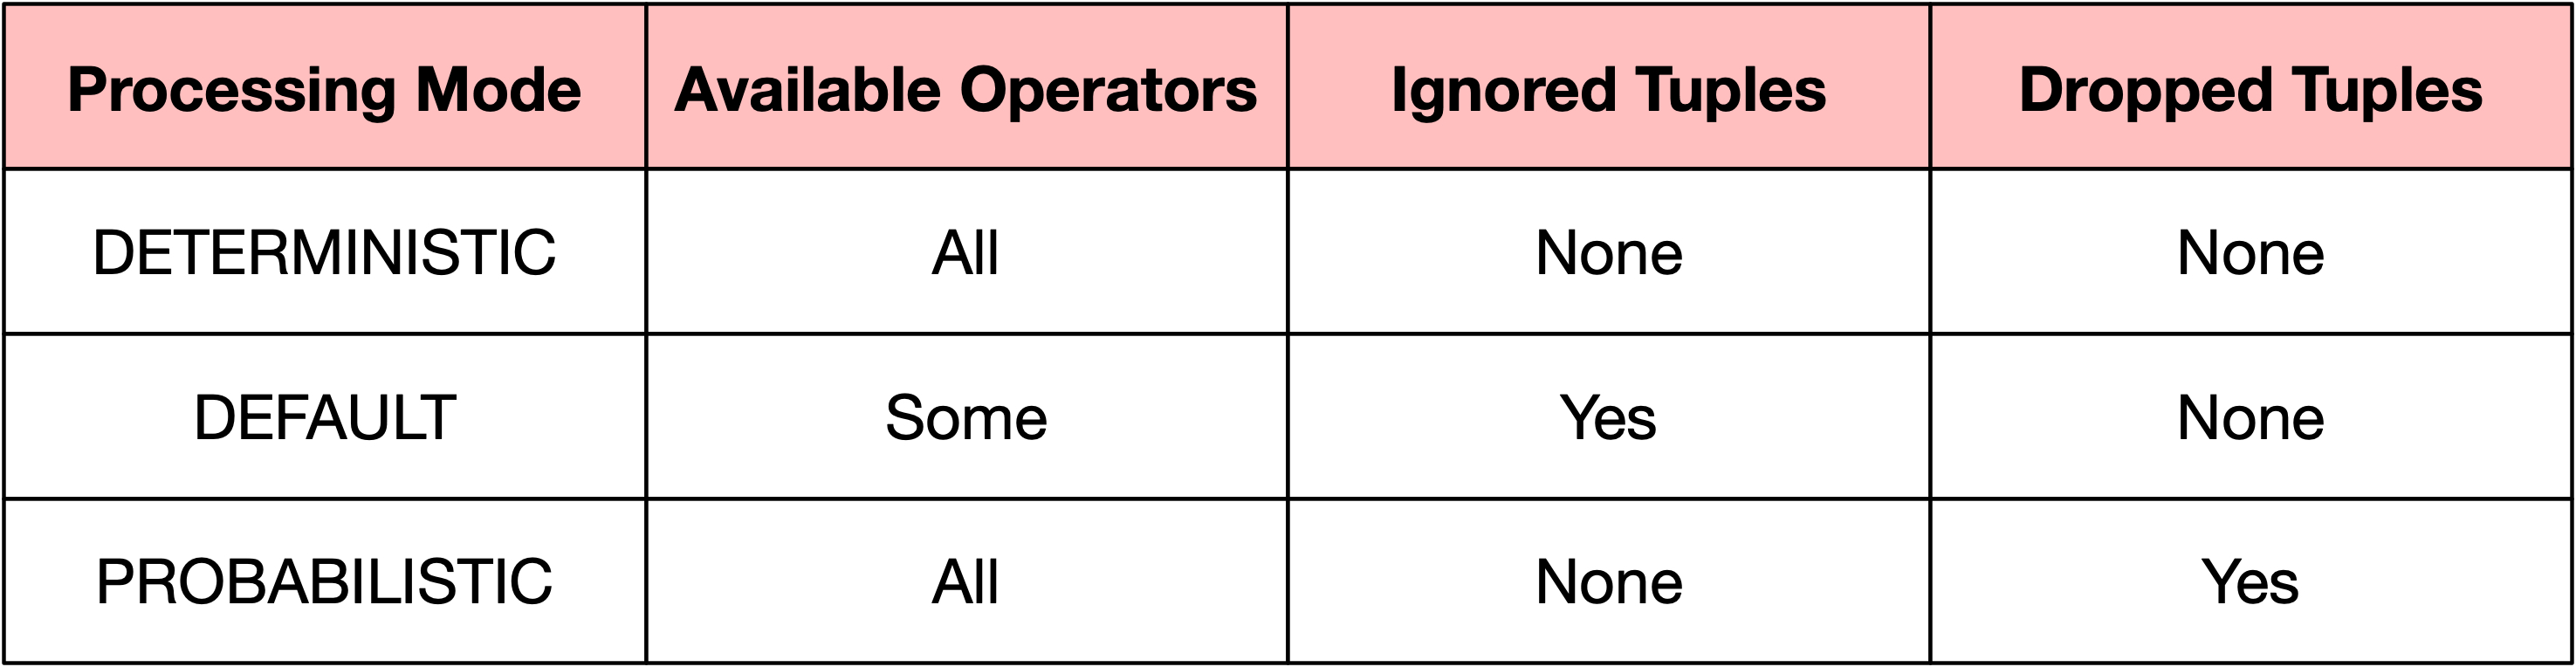 Processing Mode Available Operators Ignored Tuples Dropped Tuples
DETERMINISTIC All None None
DEFAULT Some Yes None
PROBABILISTIC All None Yes